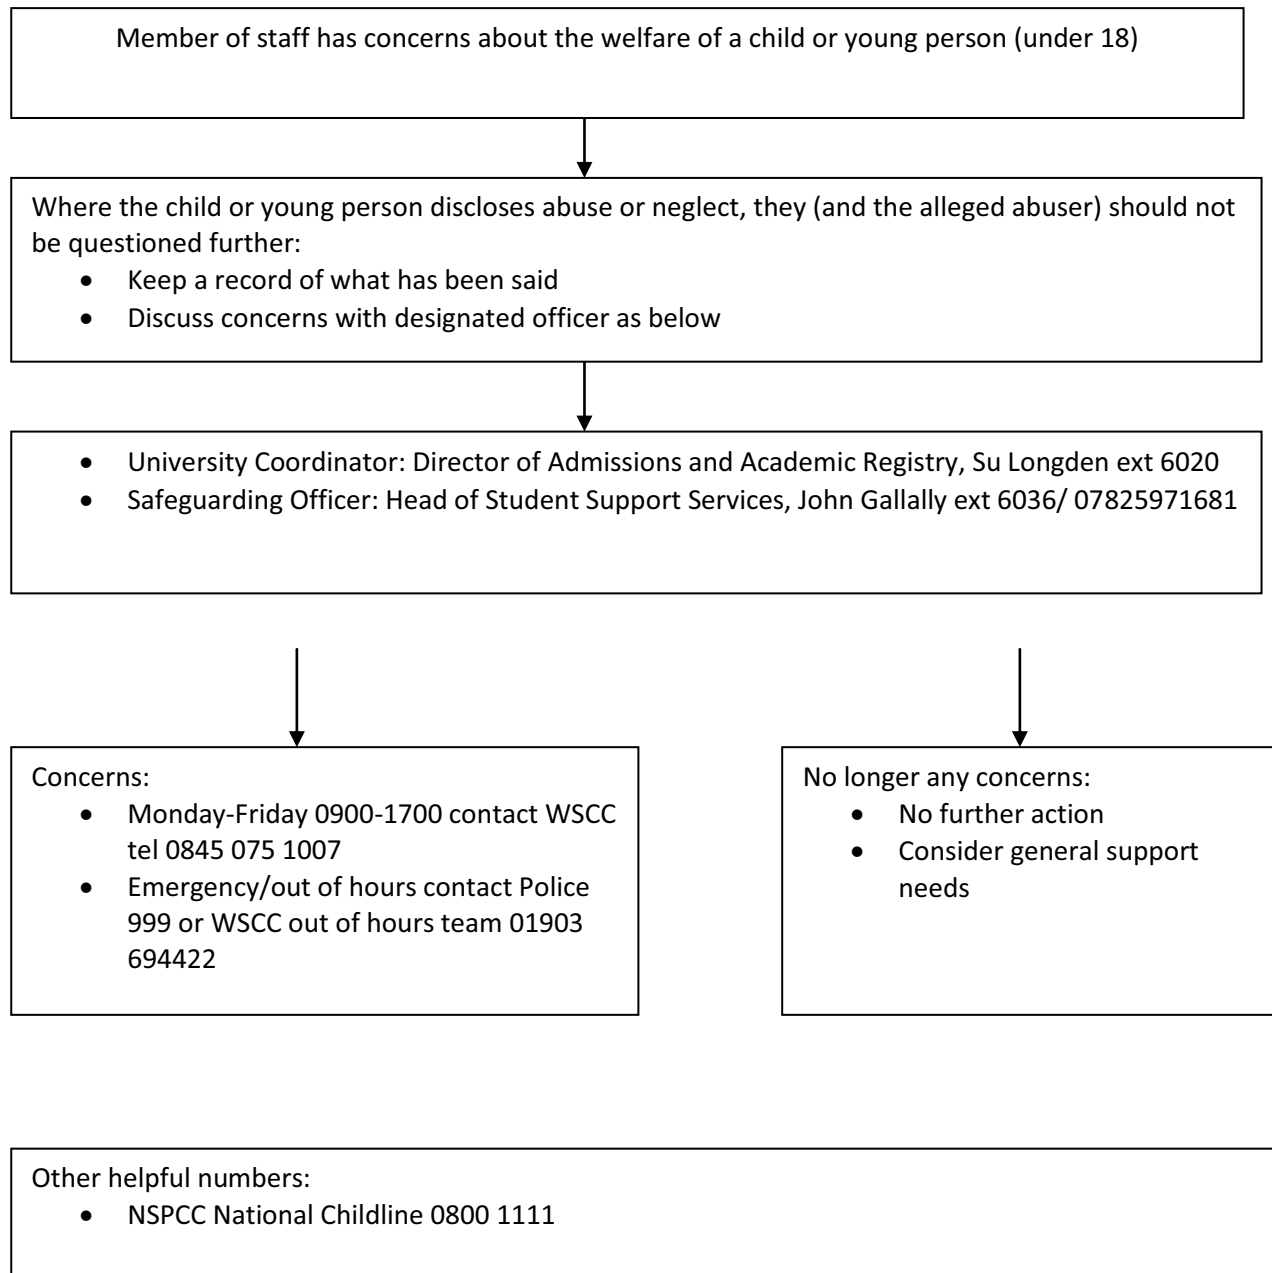 Member of staff has concerns about the welfare of a child or young person (under 18)
Where the child or young person discloses abuse or neglect, they (and the alleged abuser) should not
be questioned further:
• Keep a record of what has been said
• Discuss concerns with designated officer as below
• University Coordinator: Director of Admissions and Academic Registry, Su Longden ext 6020
• Safeguarding Officer: Head of Student Support Services, John Gallally ext 6036/ 07825971681
Concerns:
• Monday-Friday 0900-1700 contact WSCC
tel 0845 075 1007
• Emergency/out of hours contact Police
999 or WSCC out of hours team 01903
694422
No longer any concerns:
• No further action
• Consider general support
needs
Other helpful numbers:
• NSPCC National Childline 0800 1111